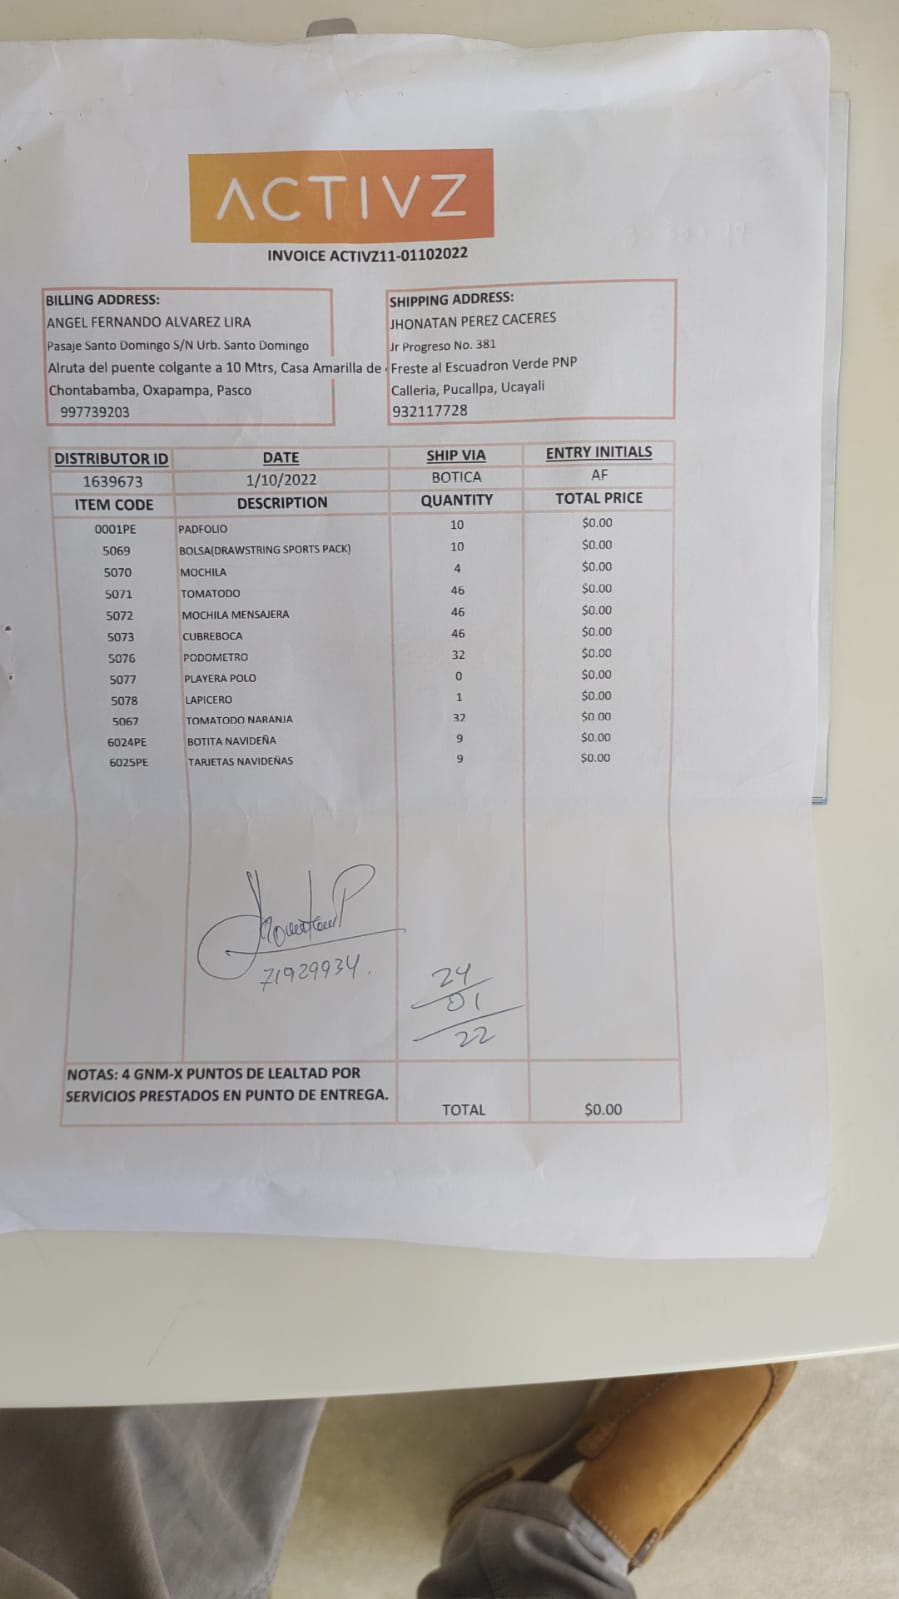 ACTIVZ
INVOICE ACTIVZ11-01102022
BILLING ADDRESS:
ANGEL FERNANDO ALVAREZ LIRA
Pasaje Santo Domingo S/N Urb. Santo Domingo
Alruta del puente colgante a 10 Mtrs, Casa Amarilla de
Chontabamba, Oxapampa, Pasco
997739203
SHIPPING ADDRESS:
JHONATAN PEREZ CACERES
Jr Progreso No. 381
Freste al Escuadron Verde PNP
Calleria, Pucallpa, Ucayali
932117728
DISTRIBUTOR ID DATE SHIP VIA ENTRY INITIALS
1639673 1/10/2022 BOTICA AF
ITEM CODE DESCRIPTION QUANTITY TOTAL PRICE
0001PE PADFOLIO 10 $0.00
5069 BOLSA(DRAWSTRING SPORTS PACK) 10 $0.00
5070 MOCHILA 4 $0.00
5071 TOMATODO 46 $0.00
5072 MOCHILA MENSAJERA 46 $0.00
5073 CUBREBOCA 46 $0.00
5076 PODOMETRO 32 $0.00
5077 PLAYERA POLO 0 $0.00
5078 LAPICERO 1 $0.00
5067 TOMATODO NARANJA 32 $0.00
6024PE BOTITA NAVIDEÑA 9 $0.00
6025PE TARJETAS NAVIDEÑAS 9 $0.00
JhonatanP
71929934.
24
01
22
NOTAS: 4 GNM-X PUNTOS DE LEALTAD POR
SERVICIOS PRESTADOS EN PUNTO DE ENTREGA.
TOTAL $0.00